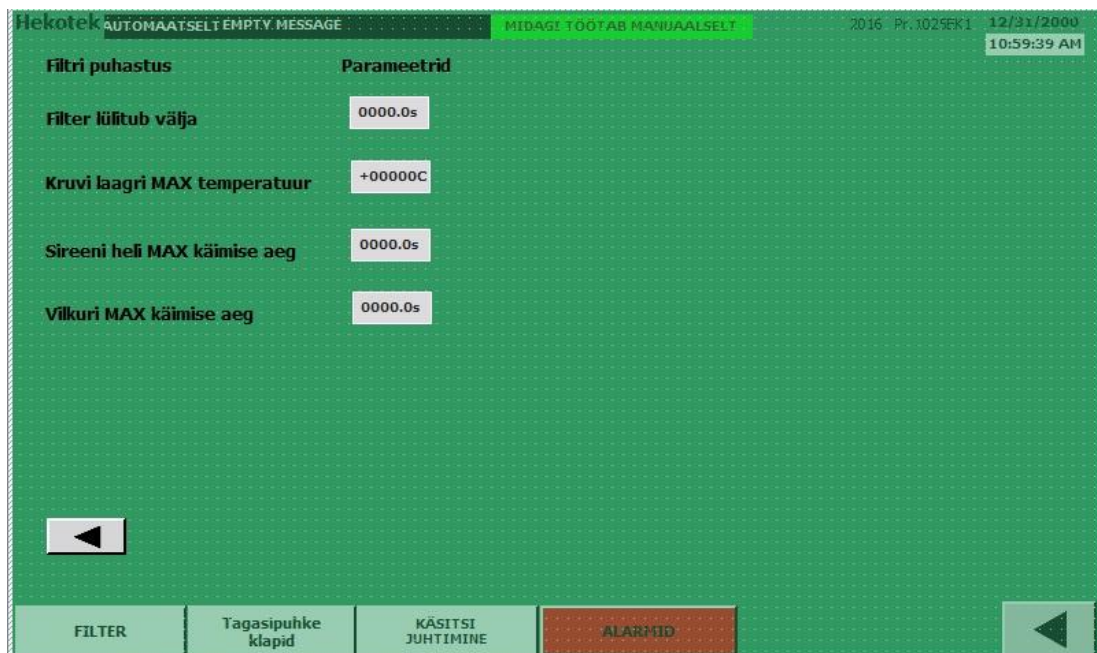 Hekotek AUTOMAATSELT EMPTY MESSAGE MIDAGI TÖÖTAB MANUAALSELT 2016 Pr.1025EK1 12/31/2000
10:59:39 AM
Filtri puhastus Parameetrid
Filter lülitub välja 0000.0s
Kruvi laagri MAX temperatuur +00000C
Sireeni heli MAX käimise aeg 0000.0s
Vilkuri MAX käimise aeg 0000.0s
FILTER
Tagasipuhke
klapid
KÄSITSI
JUHTIMINE
ALARMID